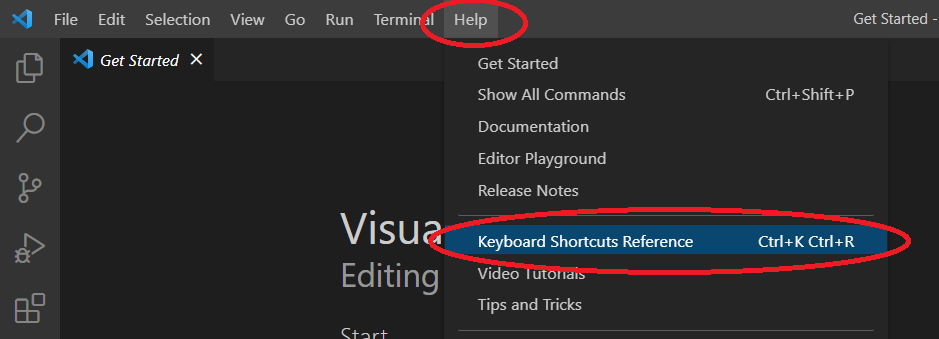 File Edit Selection View Go Run Terminal Help Get Started -
Get Started
Get Started
Show All Commands Ctrl+Shift+P
Documentation
Editor Playground
Release Notes
Visua
Keyboard Shortcuts Reference Ctrl+K Ctrl+R
Editing
Video Tutorials
Tips and Tricks
Start